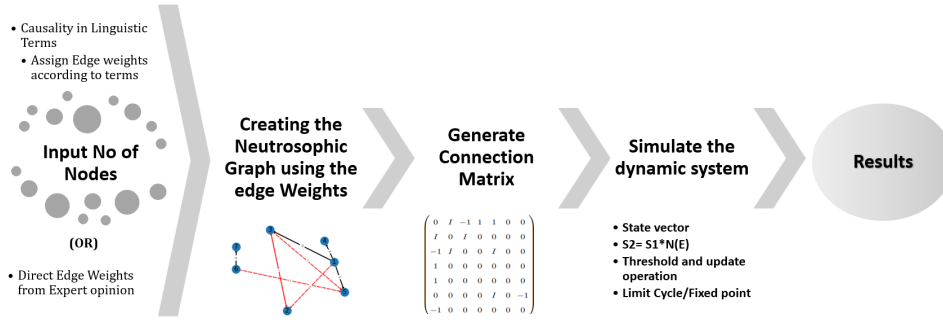 • Causality in Linguistic
Terms
• Assign Edge weights
according to terms
Input No of
Nodes
(OR)
• Direct Edge Weights
from Expert opinion
Creating the
Neutrosophic
Graph using the
edge Weights
Generate
Connection
Matrix
0 I −1 1 1 0 0
I 0 I 0 0 0 0
−1 I 0 0 I 0 0
1 0 0 0 0 0 0
1 0 0 0 0 0 0
0 0 0 0 I 0 −1
−1 0 0 0 0 0 0
Simulate the
dynamic system
• State vector
• S2= S1*N(E)
• Threshold and update
operation
• Limit Cycle/Fixed point
Results